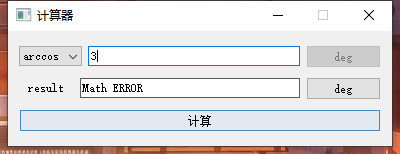 计算器
arccos 3 deg
result Math ERROR deg
计算